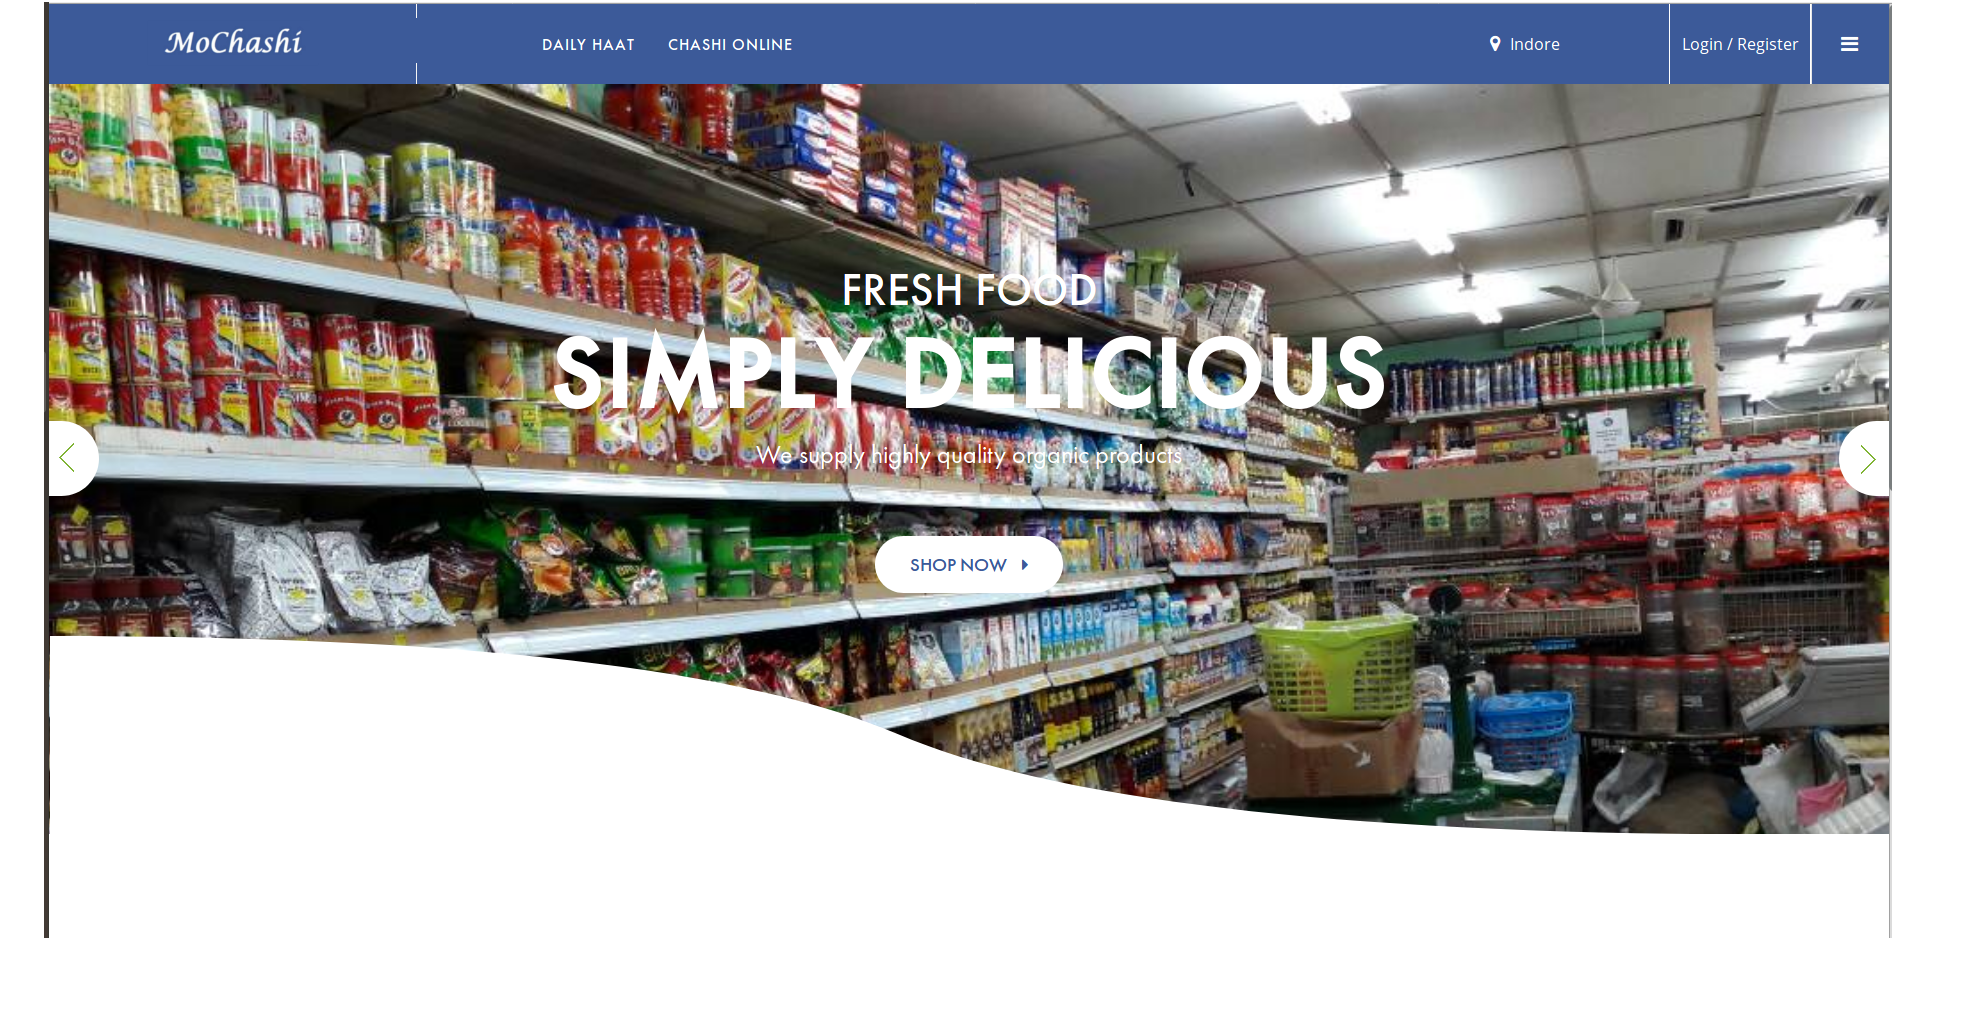 MoChashi
DAILY HAAT
CHASHI ONLINE
Indore
Login / Register
FRESH FOOD
SIMPLY DELICIOUS
We supply highly quality organic products
SHOP NOW